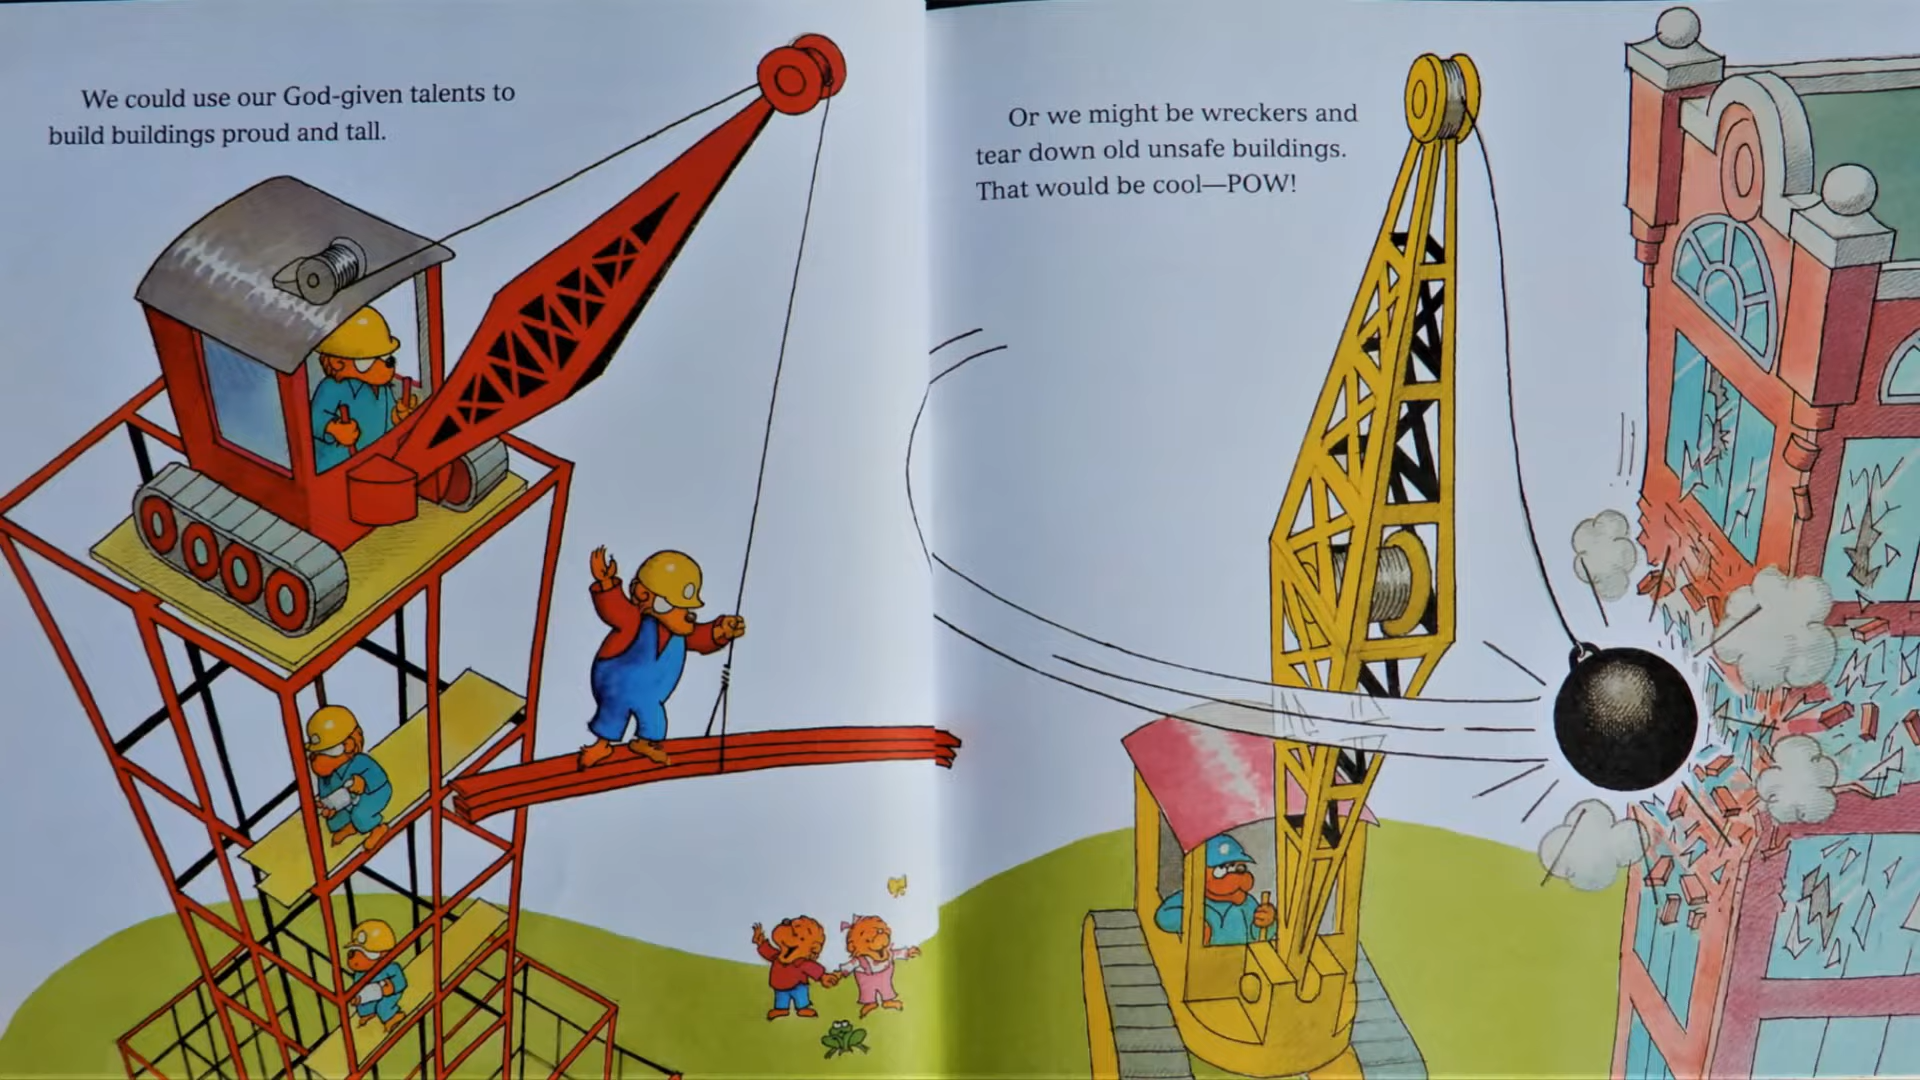 We could use our God-given talents to
build buildings proud and tall.
Or we might be wreckers and
tear down old unsafe buildings.
That would be cool—POW!